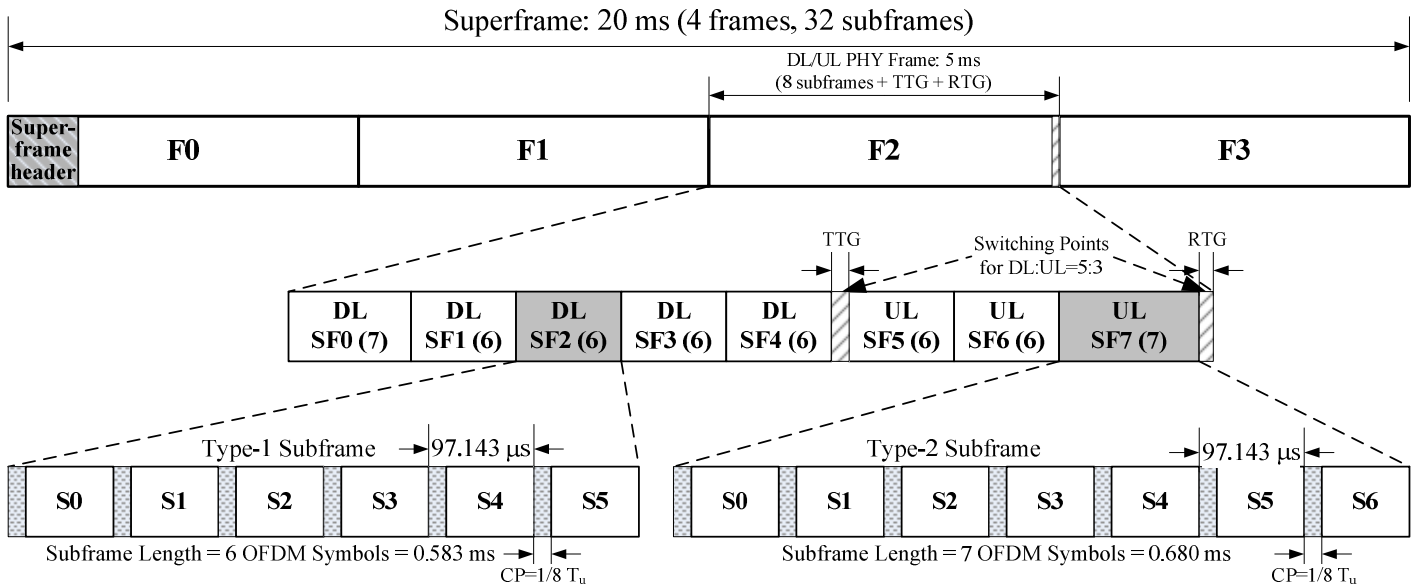 Superframe: 20 ms (4 frames, 32 subframes)
DL/UL PHY Frame: 5 ms
(8 subframes + TTG + RTG)
Super-
frame
header
F0
F1
F2
F3
TTG
Switching Points
for DL:UL=5:3
RTG
DL
SF0 (7)
DL
SF1 (6)
DL
SF2 (6)
DL
SF3 (6)
DL
SF4 (6)
UL
SF5 (6)
UL
SF6 (6)
UL
SF7 (7)
Type-1 Subframe
97.143 μs
S0
S1
S2
S3
S4
S5
Subframe Length = 6 OFDM Symbols = 0.583 ms
CP=1/8 Tu
Type-2 Subframe
97.143 μs
S0
S1
S2
S3
S4
S5
S6
Subframe Length = 7 OFDM Symbols = 0.680 ms
CP=1/8 Tu